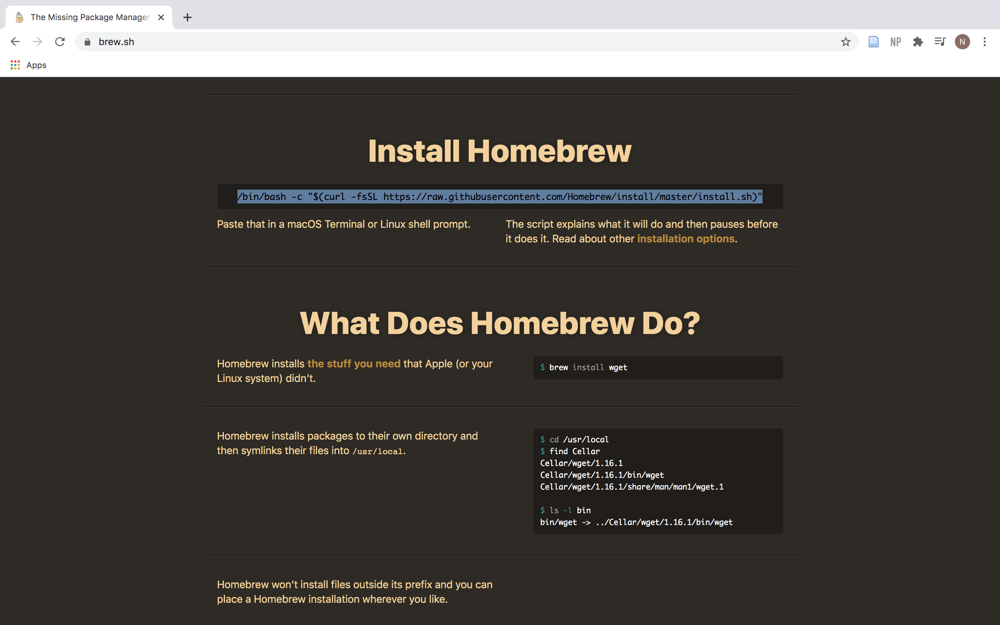 The Missing Package Manager
brew.sh
NP
N
Apps
Install Homebrew
/bin/bash -c "$(curl -fsSL https://raw.githubusercontent.com/Homebrew/install/master/install.sh)"
Paste that in a macOS Terminal or Linux shell prompt.
The script explains what it will do and then pauses before
it does it. Read about other installation options.
What Does Homebrew Do?
Homebrew installs the stuff you need that Apple (or your
Linux system) didn’t.
$ brew install wget
Homebrew installs packages to their own directory and
then symlinks their files into /usr/local.
$ cd /usr/local
$ find Cellar
Cellar/wget/1.16.1
Cellar/wget/1.16.1/bin/wget
Cellar/wget/1.16.1/share/man/man1/wget.1
$ ls -l bin
bin/wget -> ../Cellar/wget/1.16.1/bin/wget
Homebrew won’t install files outside its prefix and you can
place a Homebrew installation wherever you like.